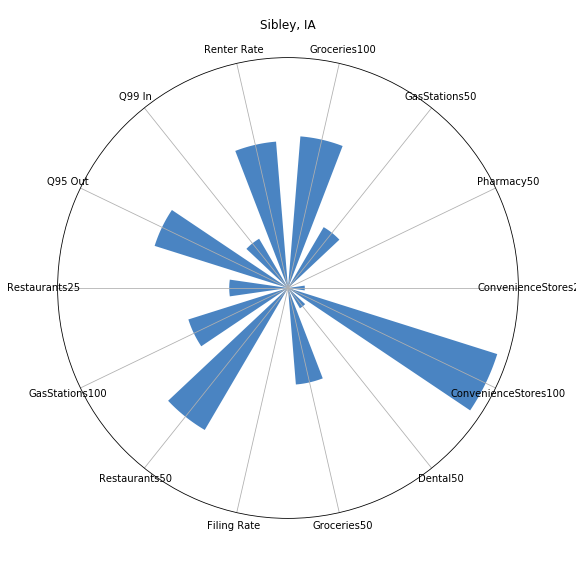 Sibley, IA
Renter Rate
Groceries100
Q99 In
GasStations50
Q95 Out
Pharmacy50
Restaurants25
ConvenienceStores2
GasStations100
ConvenienceStores100
Restaurants50
Dental50
Filing Rate
Groceries50